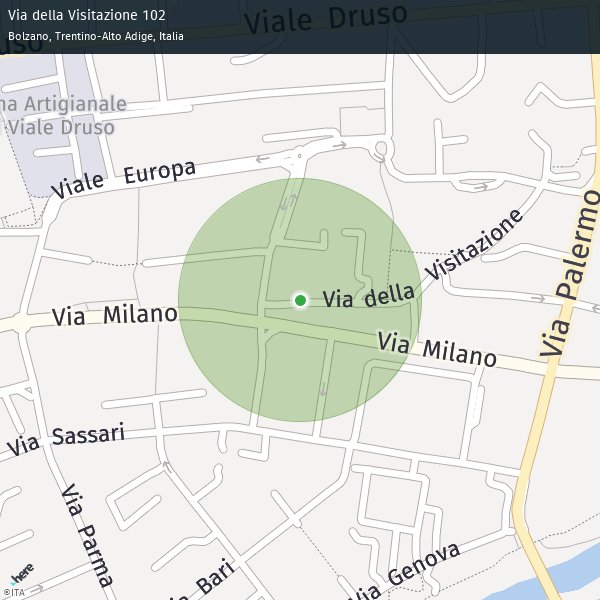 Via della Visitazione 102
Bolzano, Trentino-Alto Adige, Italia
Viale Druso
uso
na Artigianale
Viale Druso
Viale Europa
Via Palermo
Via della Visitazione
Via Milano
Via Milano
Via Sassari
Via Parma
Via Genova
Bari
here
©ITA